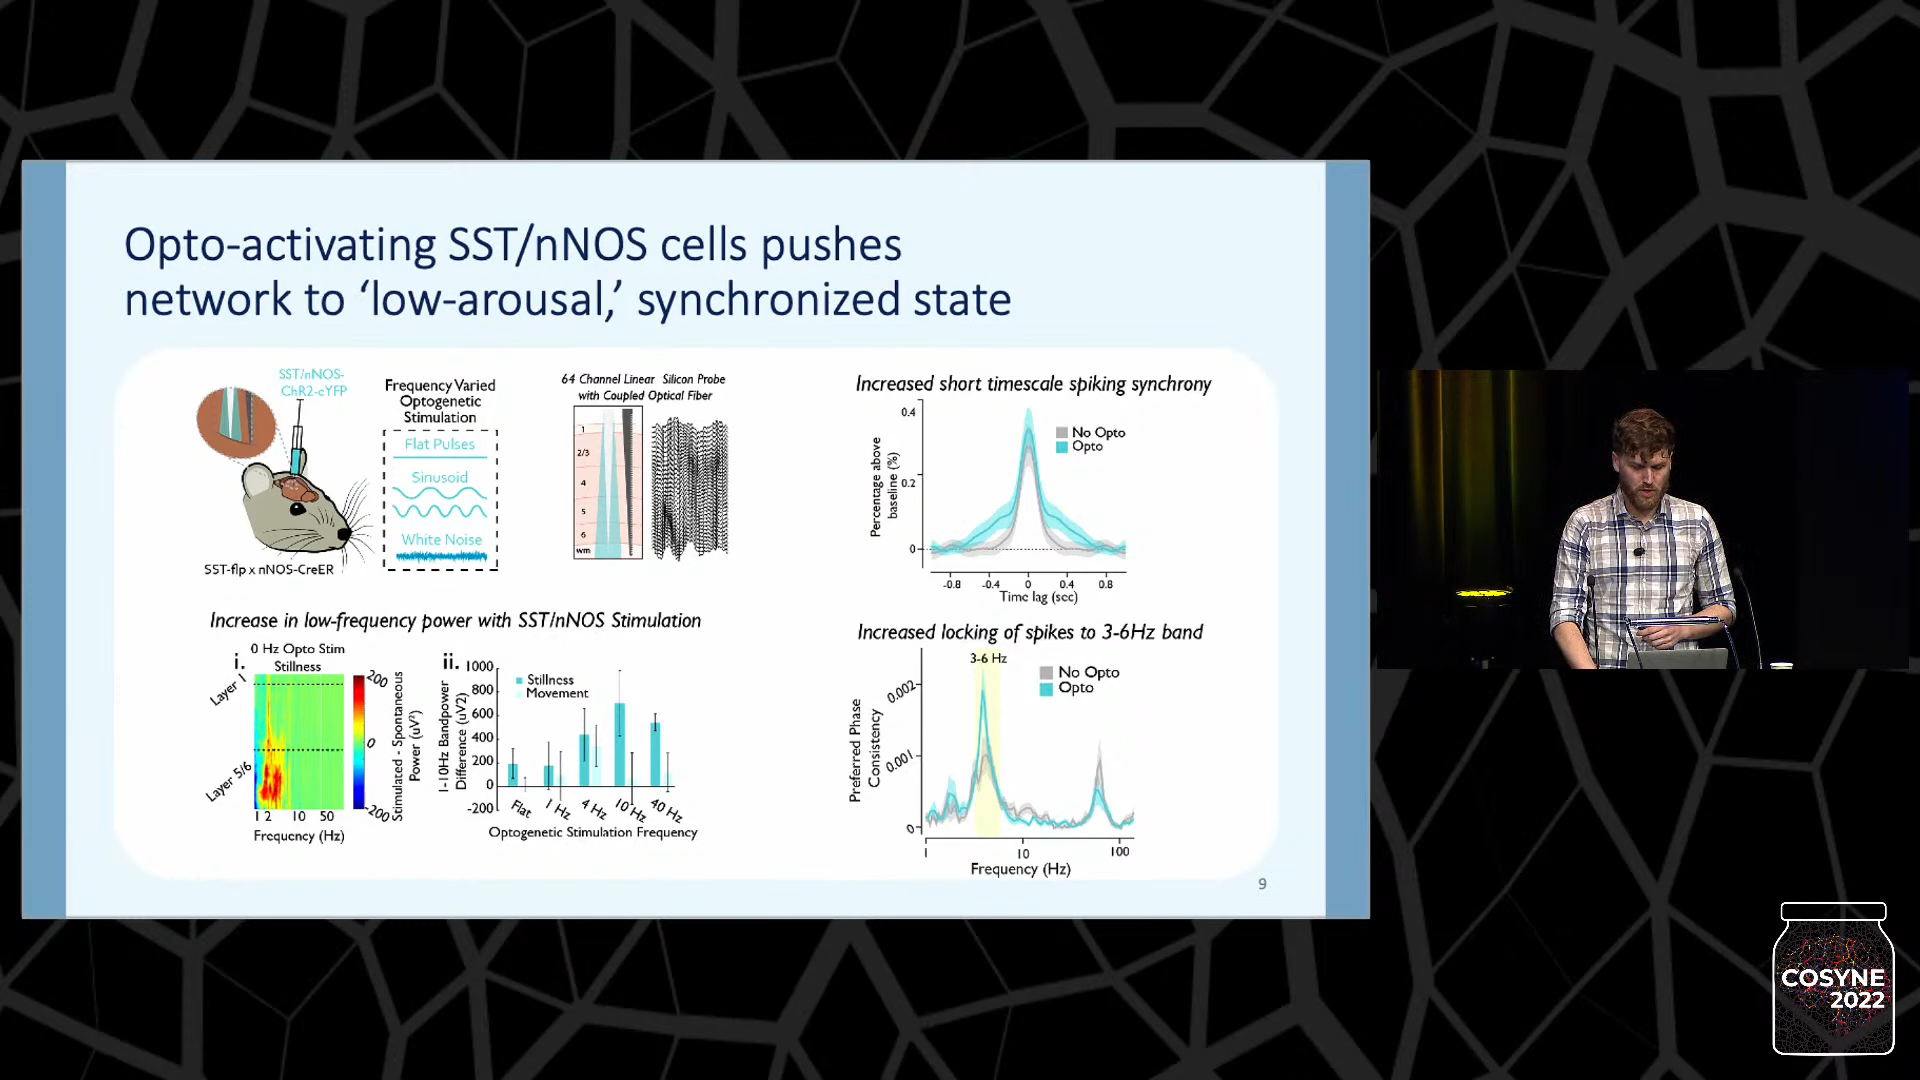 Opto-activating SST/nNOS cells pushes
network to ‘low-arousal,’ synchronized state
SST/nNOS-
ChR2-eYFP
SST-flp x nNOS-CreER
Frequency Varied
Optogenetic
Stimulation
Flat Pulses
Sinusoid
White Noise
64 Channel Linear Silicon Probe
with Coupled Optical Fiber
1
2/3
4
5
6
wm
Increased short timescale spiking synchrony
Percentage above
baseline (%)
0.4
0.2
0
No Opto
Opto
-0.8 -0.4 0 0.4 0.8
Time lag (sec)
Increase in low-frequency power with SST/nNOS Stimulation
i.
0 Hz Opto Stim
Stillness
Layer 1
Layer 5/6
1 2 10 50
Frequency (Hz)
200
0
-200
Stimulated - Spontaneous
Power (uV²)
ii.
1-10Hz Bandpower
Difference (uV2)
1000
800
600
400
200
0
-200
Stillness
Movement
Flat 1 Hz 4 Hz 10 Hz 40 Hz
Optogenetic Stimulation Frequency
Increased locking of spikes to 3-6Hz band
3-6 Hz
No Opto
Opto
Preferred Phase
Consistency
0.002
0.001
0
1 10 100
Frequency (Hz)
9
COSYNE
2022